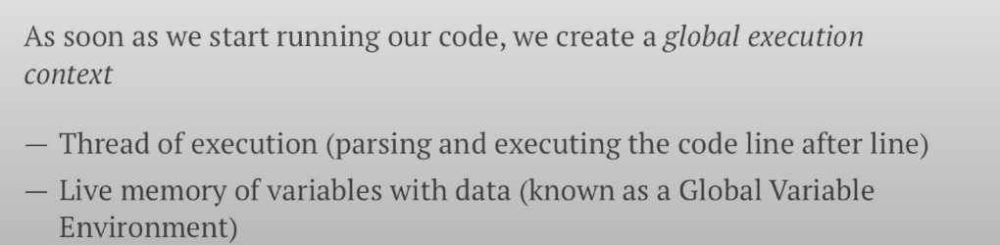 As soon as we start running our code, we create a global execution
context
— Thread of execution (parsing and executing the code line after line)
— Live memory of variables with data (known as a Global Variable
Environment)